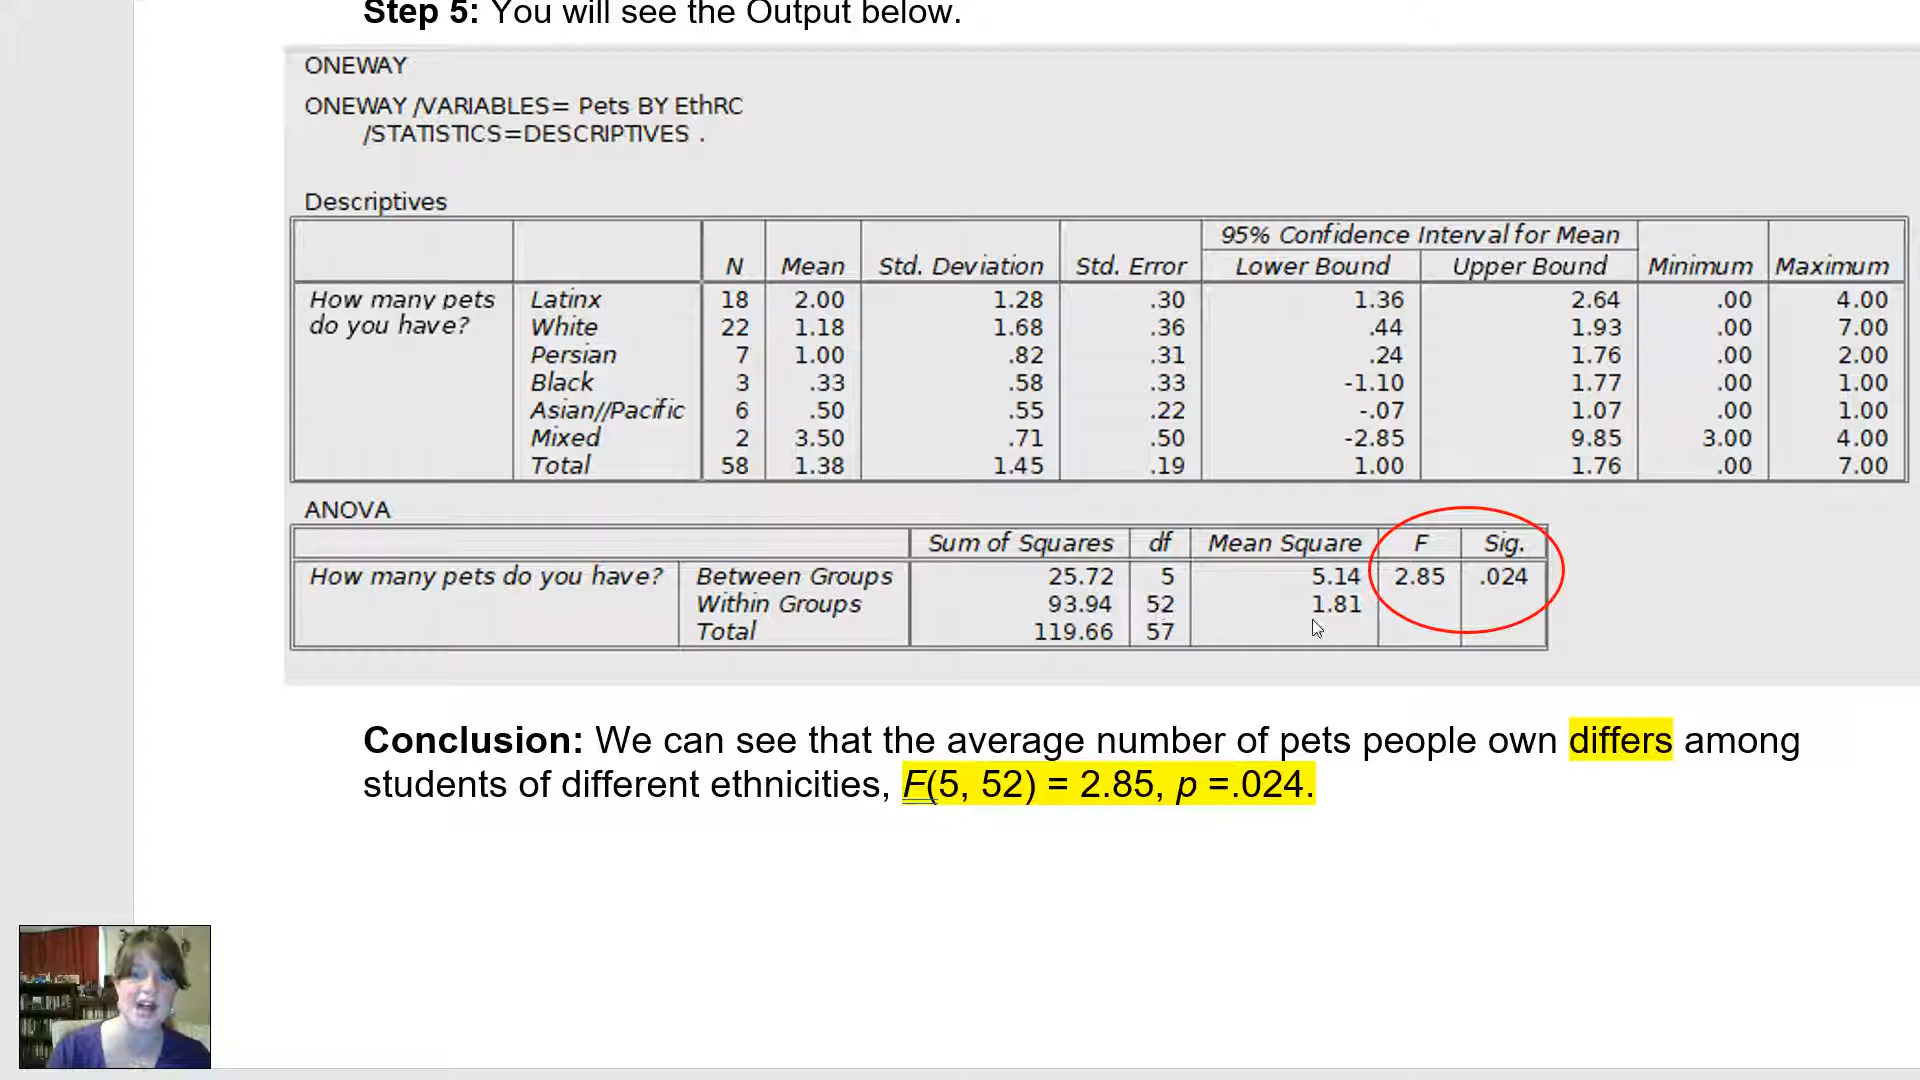 Step 5: You will see the Output below.
ONEWAY
ONEWAY /VARIABLES= Pets BY EthRC
/STATISTICS=DESCRIPTIVES .
Descriptives
95% Confidence Interval for Mean
N Mean Std. Deviation Std. Error Lower Bound Upper Bound Minimum Maximum
How many pets Latinx 18 2.00 1.28 .30 1.36 2.64 .00 4.00
do you have? White 22 1.18 1.68 .36 .44 1.93 .00 7.00
Persian 7 1.00 .82 .31 .24 1.76 .00 2.00
Black 3 .33 .58 .33 -1.10 1.77 .00 1.00
Asian//Pacific 6 .50 .55 .22 -.07 1.07 .00 1.00
Mixed 2 3.50 .71 .50 -2.85 9.85 3.00 4.00
Total 58 1.38 1.45 .19 1.00 1.76 .00 7.00
ANOVA
Sum of Squares df Mean Square F Sig.
How many pets do you have? Between Groups 25.72 5 5.14 2.85 .024
Within Groups 93.94 52 1.81
Total 119.66 57
Conclusion: We can see that the average number of pets people own differs among
students of different ethnicities, F(5, 52) = 2.85, p =.024.